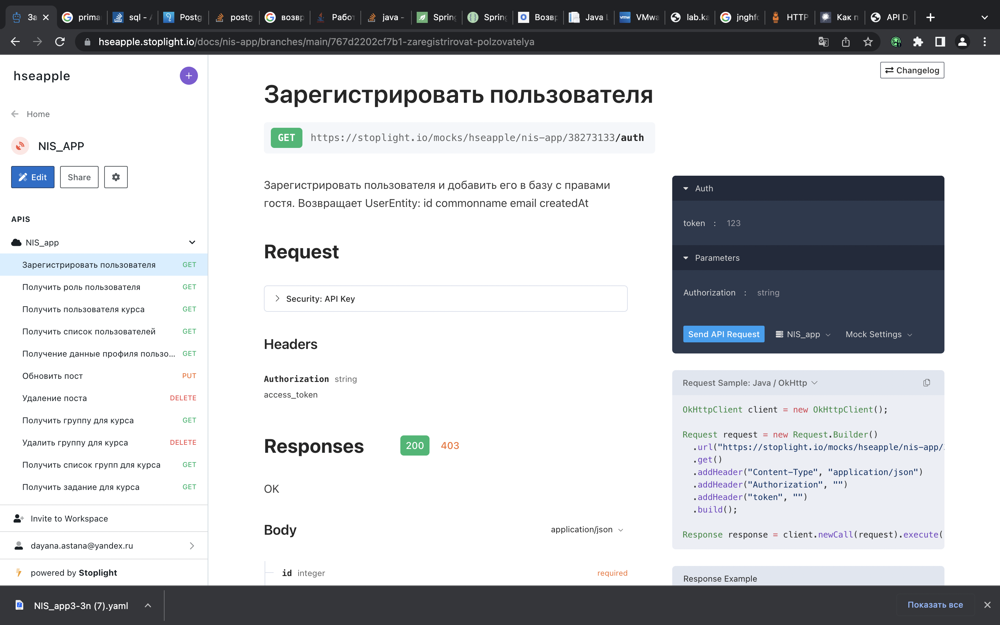 За
prima
sql - A
Postg
postg
возвр
Работ
java -
Spring
Spring
Возвр
Java L
VMwa
lab.ka
jnghfc
HTTP
Как п
API D
hseapple.stoplight.io/docs/nis-app/branches/main/767d2202cf7b1-zaregistrirovat-polzovatelya
hseapple
Home
NIS_APP
Edit
Share
APIS
NIS_app
Зарегистрировать пользователя GET
Получить роль пользователя GET
Получить пользователя курса GET
Получить список пользователей GET
Получение данные профиля пользо... GET
Обновить пост PUT
Удаление поста DELETE
Получить группу для курса GET
Удалить группу для курса DELETE
Получить список групп для курса GET
Получить задание для курса GET
Invite to Workspace
dayana.astana@yandex.ru
powered by Stoplight
Changelog
Зарегистрировать пользователя
GET https://stoplight.io/mocks/hseapple/nis-app/38273133/auth
Зарегистрировать пользователя и добавить его в базу с правами
гостя. Возвращает UserEntity: id commonname email createdAt
Request
Security: API Key
Headers
Authorization string
access_token
Responses 200 403
OK
Body application/json
id integer required
Auth
token : 123
Parameters
Authorization : string
Send API Request NIS_app Mock Settings
Request Sample: Java / OkHttp
OkHttpClient client = new OkHttpClient();
Request request = new Request.Builder()
.url("https://stoplight.io/mocks/hseapple/nis-app/
.get()
.addHeader("Content-Type", "application/json")
.addHeader("Authorization", "")
.addHeader("token", "")
.build();
Response response = client.newCall(request).execute(
Response Example
NIS_app3-3n (7).yaml
Показать все